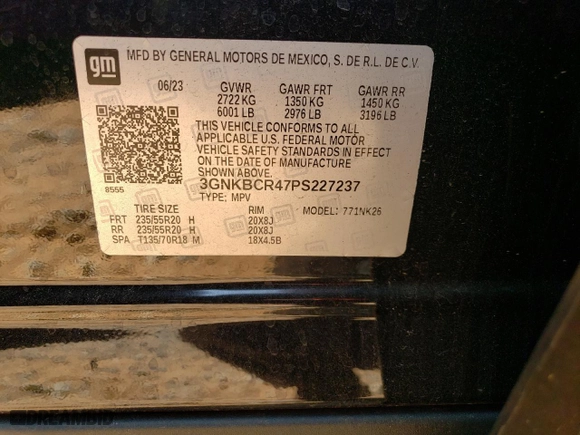 gm
MFD BY GENERAL MOTORS DE MEXICO, S. DE R.L. DE C.V.
06/23 GVWR GAWR FRT GAWR RR
2722 KG 1350 KG 1450 KG
6001 LB 2976 LB 3196 LB
THIS VEHICLE CONFORMS TO ALL
APPLICABLE U.S. FEDERAL MOTOR
VEHICLE SAFETY STANDARDS IN EFFECT
ON THE DATE OF MANUFACTURE
SHOWN ABOVE.
8555 3GNKBCR47PS227237
TYPE: MPV
TIRE SIZE RIM MODEL: 771NK26
FRT 235/55R20 H 20X8J
RR 235/55R20 H 20X8J
SPA T135/70R18 M 18X4.5B
DREAMBID